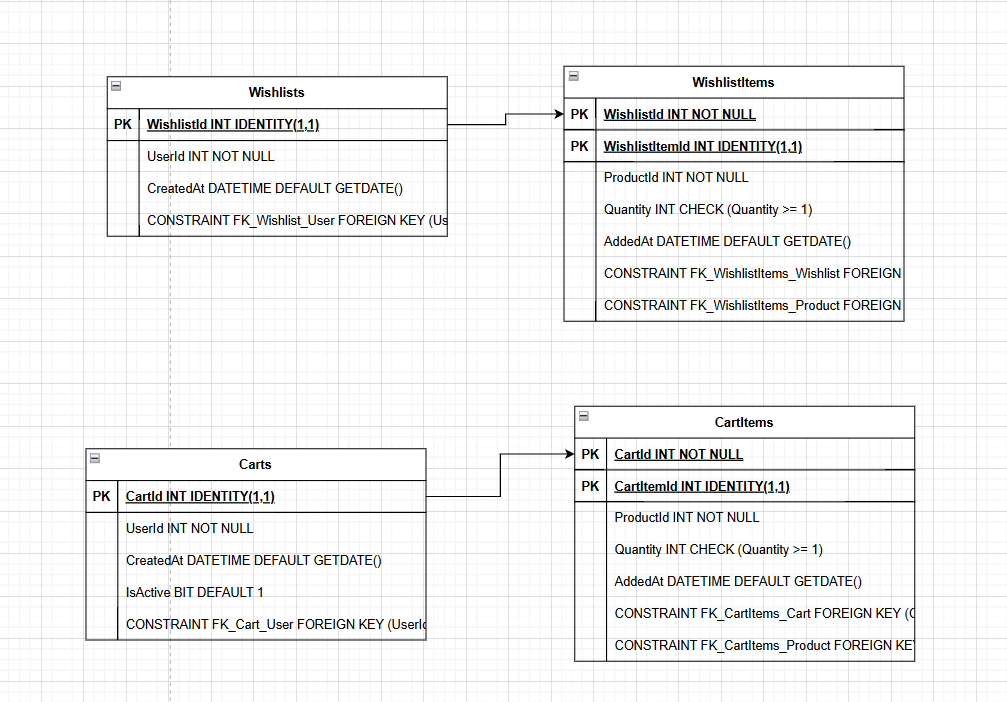 Wishlists
PK WishlistId INT IDENTITY(1,1)
UserId INT NOT NULL
CreatedAt DATETIME DEFAULT GETDATE()
CONSTRAINT FK_Wishlist_User FOREIGN KEY (Us
WishlistItems
PK WishlistId INT NOT NULL
PK WishlistItemId INT IDENTITY(1,1)
ProductId INT NOT NULL
Quantity INT CHECK (Quantity >= 1)
AddedAt DATETIME DEFAULT GETDATE()
CONSTRAINT FK_WishlistItems_Wishlist FOREIGN
CONSTRAINT FK_WishlistItems_Product FOREIGN
Carts
PK CartId INT IDENTITY(1,1)
UserId INT NOT NULL
CreatedAt DATETIME DEFAULT GETDATE()
IsActive BIT DEFAULT 1
CONSTRAINT FK_Cart_User FOREIGN KEY (UserId
CartItems
PK CartId INT NOT NULL
PK CartItemId INT IDENTITY(1,1)
ProductId INT NOT NULL
Quantity INT CHECK (Quantity >= 1)
AddedAt DATETIME DEFAULT GETDATE()
CONSTRAINT FK_CartItems_Cart FOREIGN KEY (C
CONSTRAINT FK_CartItems_Product FOREIGN KEY